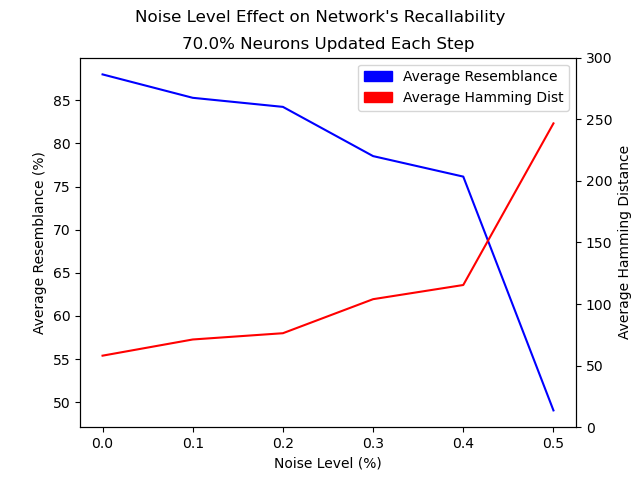 Noise Level Effect on Network's Recallability
70.0% Neurons Updated Each Step
Average Resemblance
Average Hamming Dist
85
80
75
70
65
60
55
50
Average Resemblance (%)
300
250
200
150
100
50
0
Average Hamming Distance
0.0 0.1 0.2 0.3 0.4 0.5
Noise Level (%)